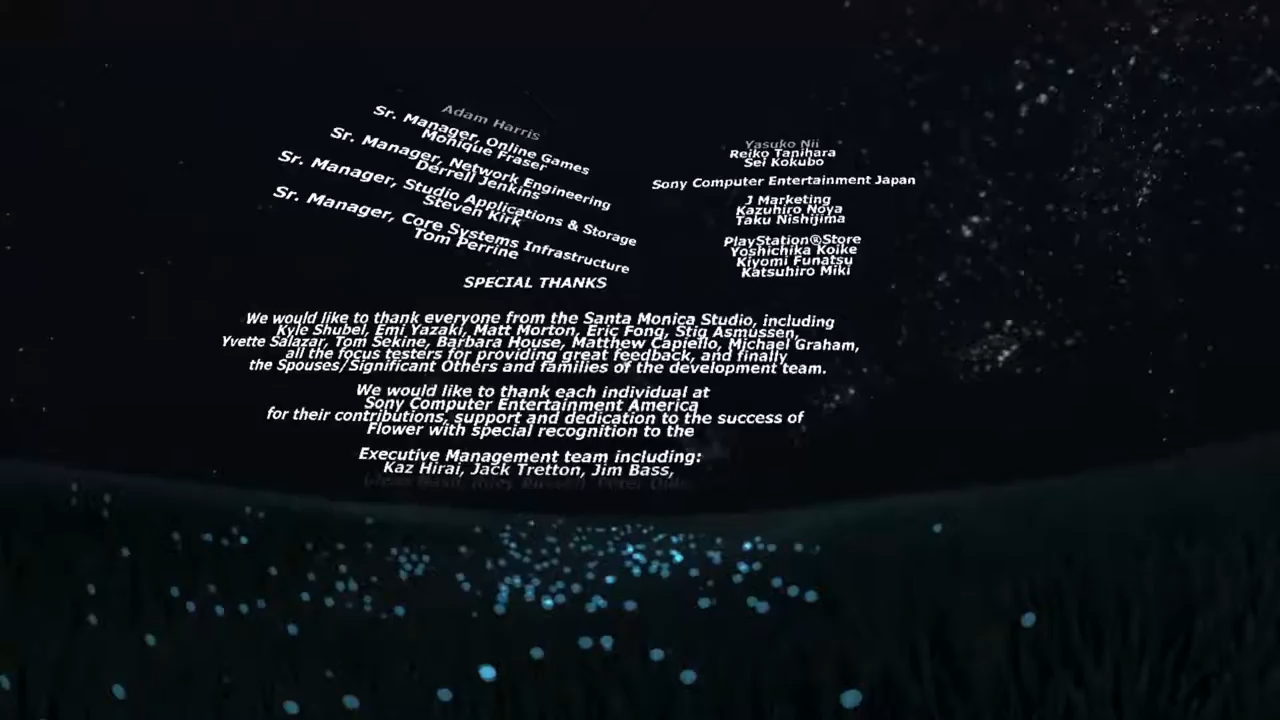 Adam Harris
Sr. Manager, Online Games
Monique Fraser
Sr. Manager, Network Engineering
Derrell Jenkins
Sr. Manager, Studio Applications & Storage
Steven Kirk
Sr. Manager, Core Systems Infrastructure
Tom Perrine
Yasuko Nii
Reiko Tanihara
Sei Kokubo
Sony Computer Entertainment Japan
J Marketing
Kazuhiro Noya
Taku Nishijima
PlayStation®Store
Yoshichika Koike
Kiyomi Funatsu
Katsuhiro Miki
SPECIAL THANKS
We would like to thank everyone from the Santa Monica Studio, including
Kyle Shubel, Emi Yazaki, Matt Morton, Eric Fong, Stig Asmussen,
Yvette Salazar, Tom Sekine, Barbara House, Matthew Capiello, Michael Graham,
all the focus testers for providing great feedback, and finally
the Spouses/Significant Others and families of the development team.
We would like to thank each individual at
Sony Computer Entertainment America
for their contributions, support and dedication to the success of
Flower with special recognition to the
Executive Management team including:
Kaz Hirai, Jack Tretton, Jim Bass,